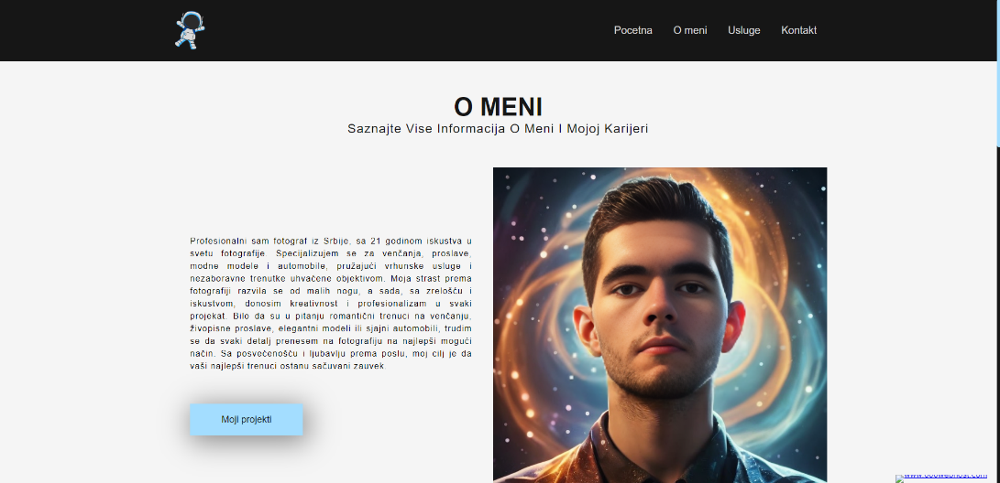 Pocetna O meni Usluge Kontakt
O MENI
Saznajte Vise Informacija O Meni I Mojoj Karijeri
Profesionalni sam fotograf iz Srbije, sa 21 godinom iskustva u
svetu fotografije. Specijalizujem se za venčanja, proslave,
modne modele i automobile, pružajući vrhunske usluge i
nezaboravne trenutke uhvaćene objektivom. Moja strast prema
fotografiji razvila se od malih nogu, a sada, sa zrelošću i
iskustvom, donosim kreativnost i profesionalizam u svaki
projekat. Bilo da su u pitanju romantični trenuci na venčanju,
živopisne proslave, elegantni modeli ili sjajni automobili, trudim
se da svaki detalj prenesem na fotografiju na najlepši mogući
način. Sa posvećenošću i ljubavlju prema poslu, moj cilj je da
vaši najlepši trenuci ostanu sačuvani zauvek.
Moji projekti
www.000webhost.com